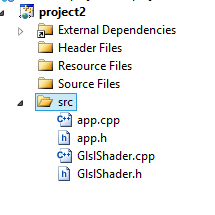 project2
External Dependencies
Header Files
Resource Files
Source Files
src
app.cpp
app.h
GlslShader.cpp
GlslShader.h